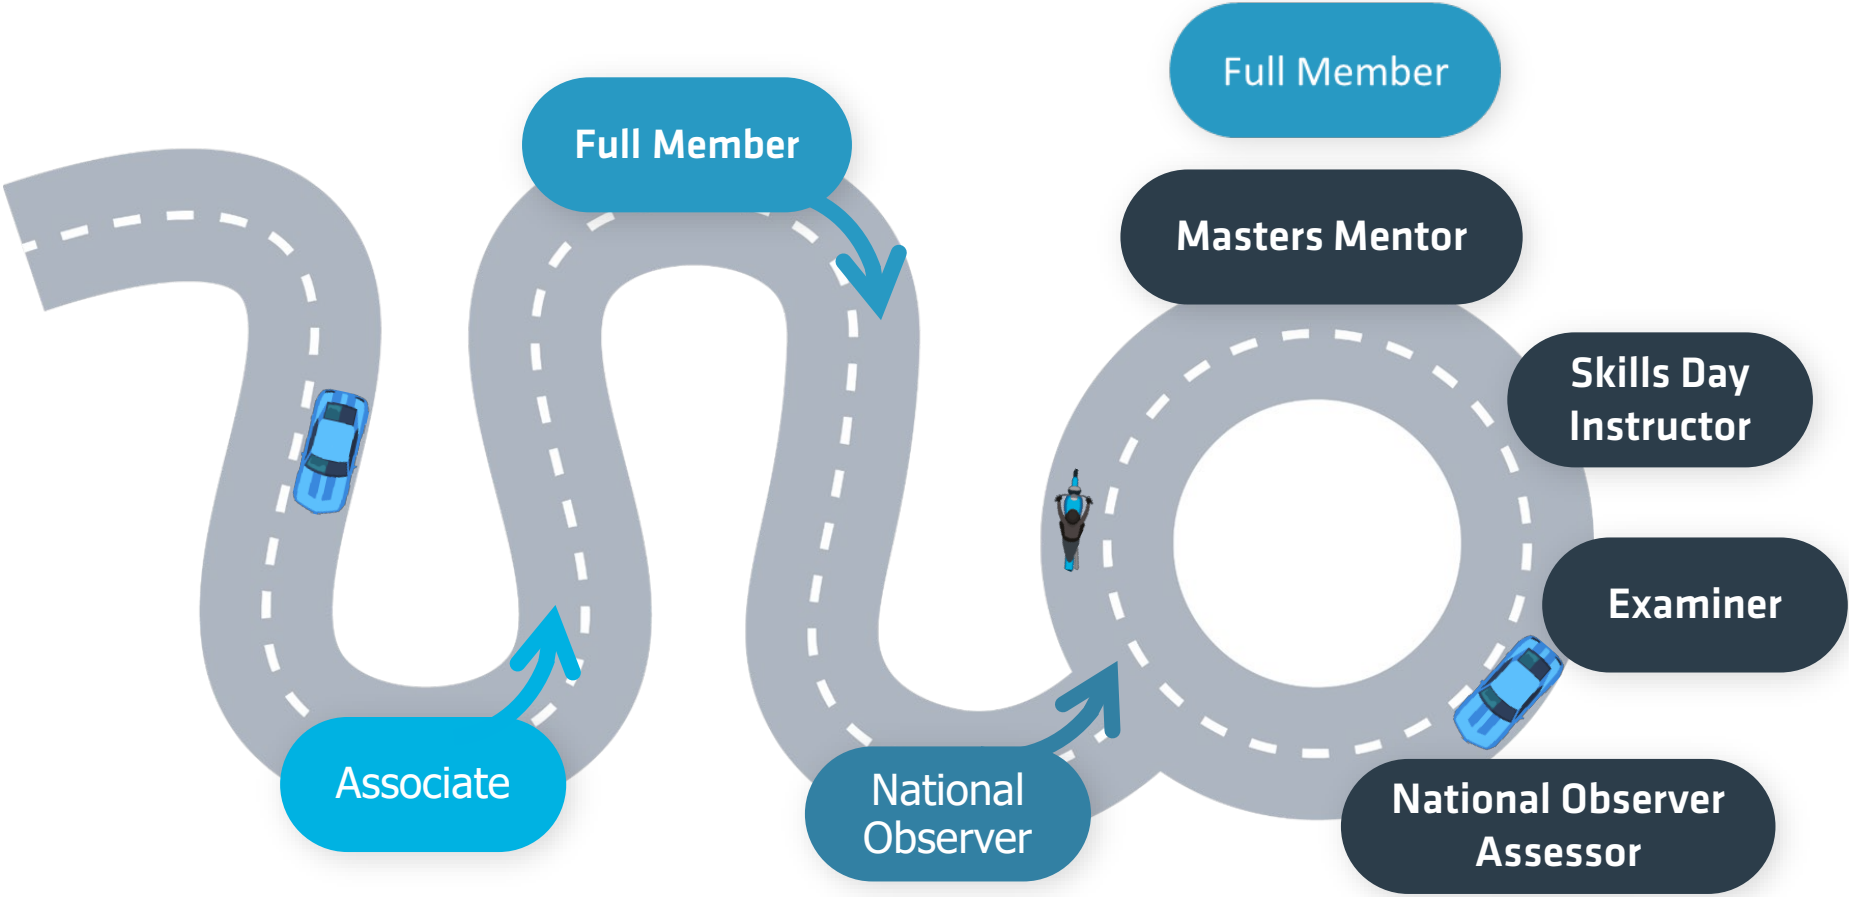 Full Member
Full Member
Masters Mentor
Skills Day
Instructor
Examiner
Associate
National
Observer
National Observer
Assessor